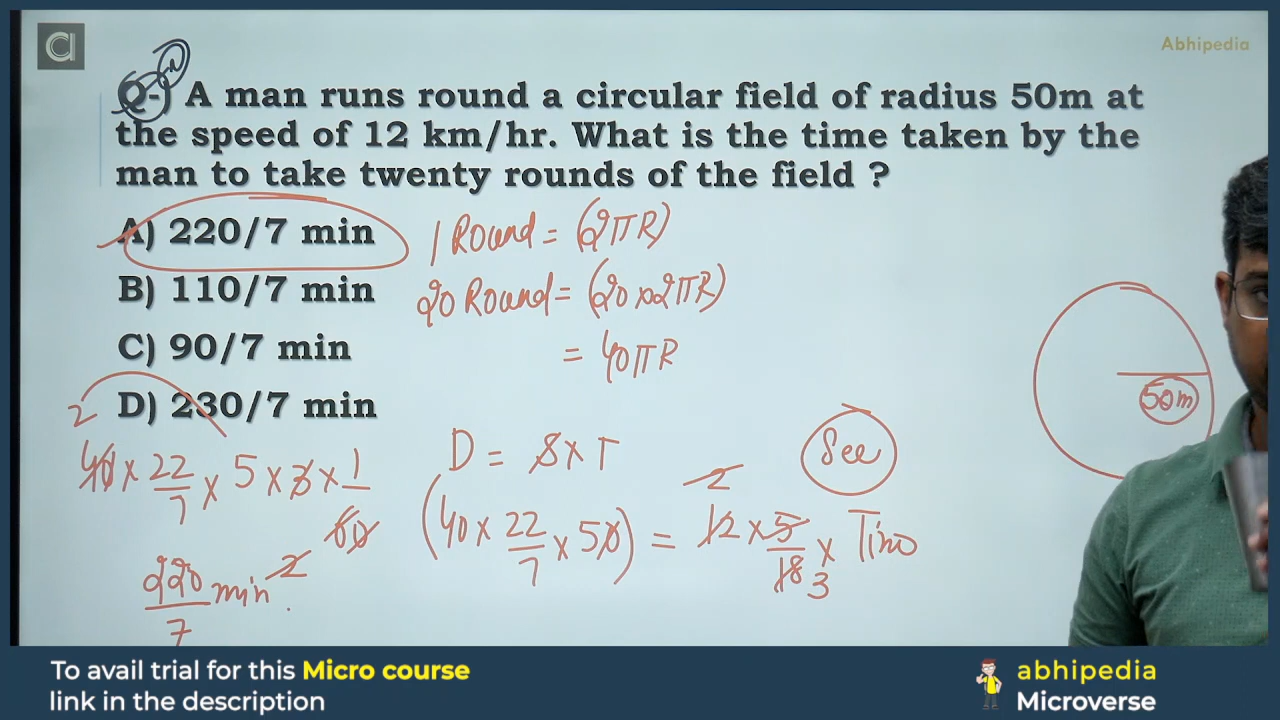 Abhipedia
Q-) A man runs round a circular field of radius 50m at
the speed of 12 km/hr. What is the time taken by the
man to take twenty rounds of the field ?
A) 220/7 min
B) 110/7 min
C) 90/7 min
D) 230/7 min
1 Round = (2πR)
20 Round = (20 x 2πR)
= 40πR
50m
D = S x T
See
2
40 x 22/7 x 5 x 3 x 1/60
2
220/7 min.
2
(40 x 22/7 x 50) = 12 x 5/18 x Time
3
To avail trial for this Micro course
link in the description
abhipedia
Microverse